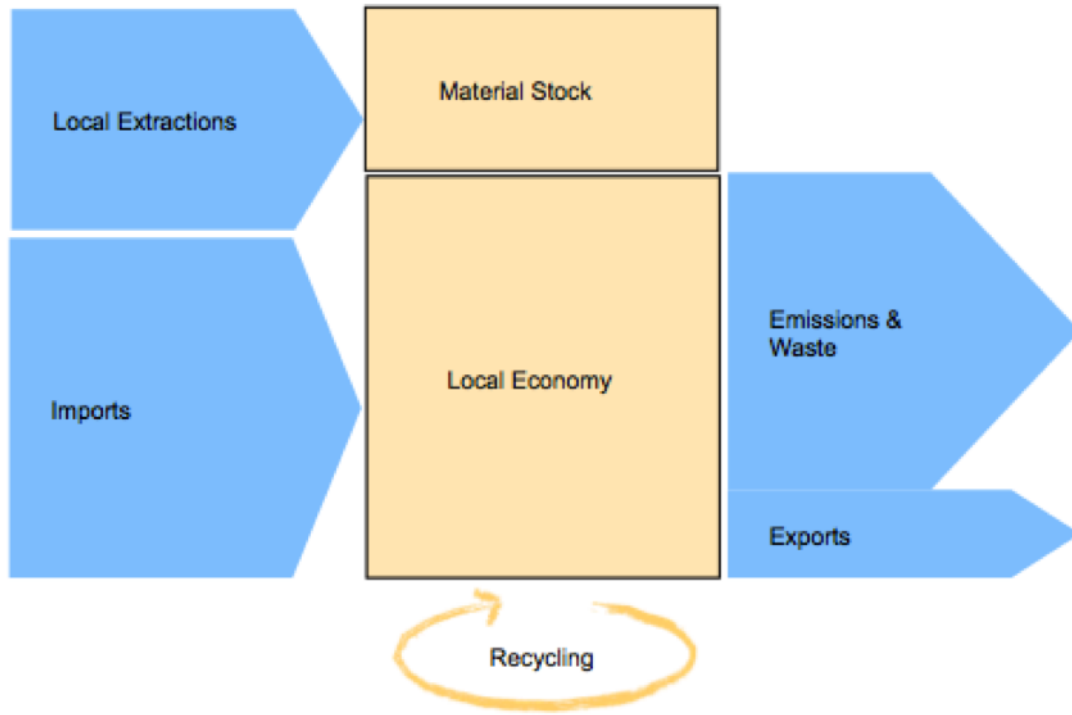 Local Extractions
Material Stock
Imports
Local Economy
Emissions &
Waste
Exports
Recycling